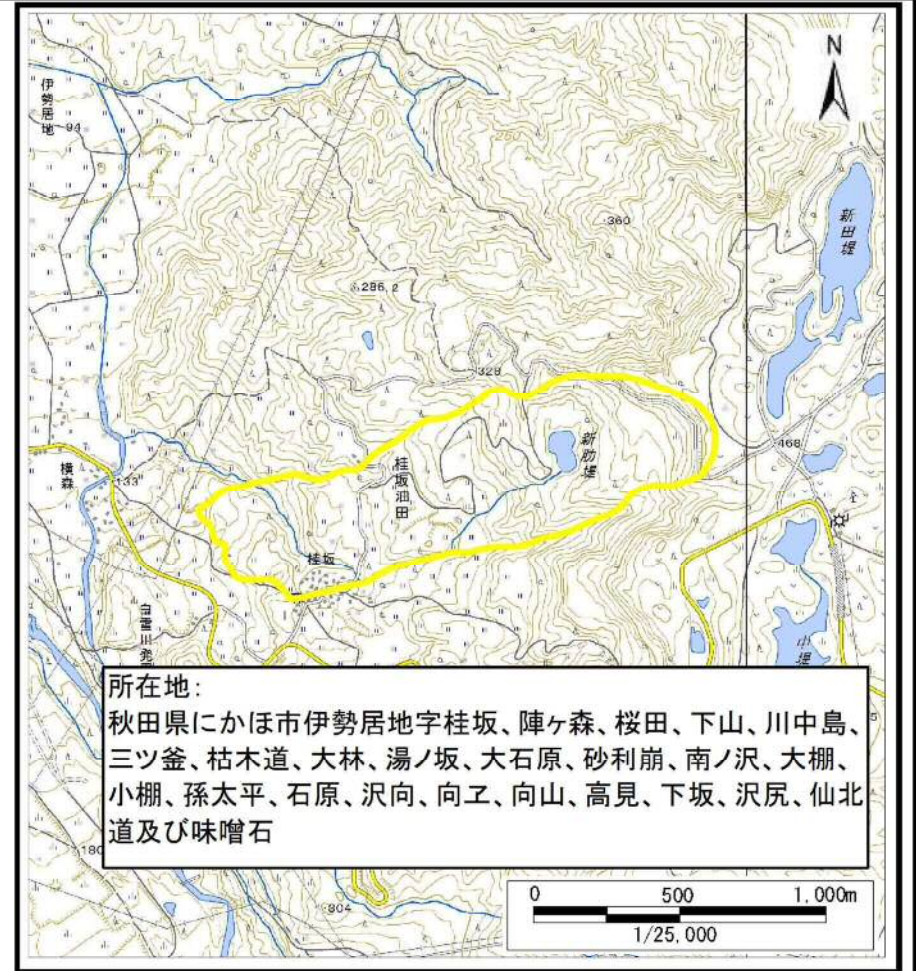 N
伊勢居地
94
新田堤
360
286.2
328
新肋堤
468
桂坂油田
横森
133
桂坂
中堤
所在地:
秋田県にかほ市伊勢居地字桂坂、陣ヶ森、桜田、下山、川中島、
三ツ釜、枯木道、大林、湯ノ坂、大石原、砂利崩、南ノ沢、大棚、
小棚、孫太平、石原、沢向、向ヱ、向山、高見、下坂、沢尻、仙北
道及び味噌石
180
304
0 500 1,000m
1/25,000